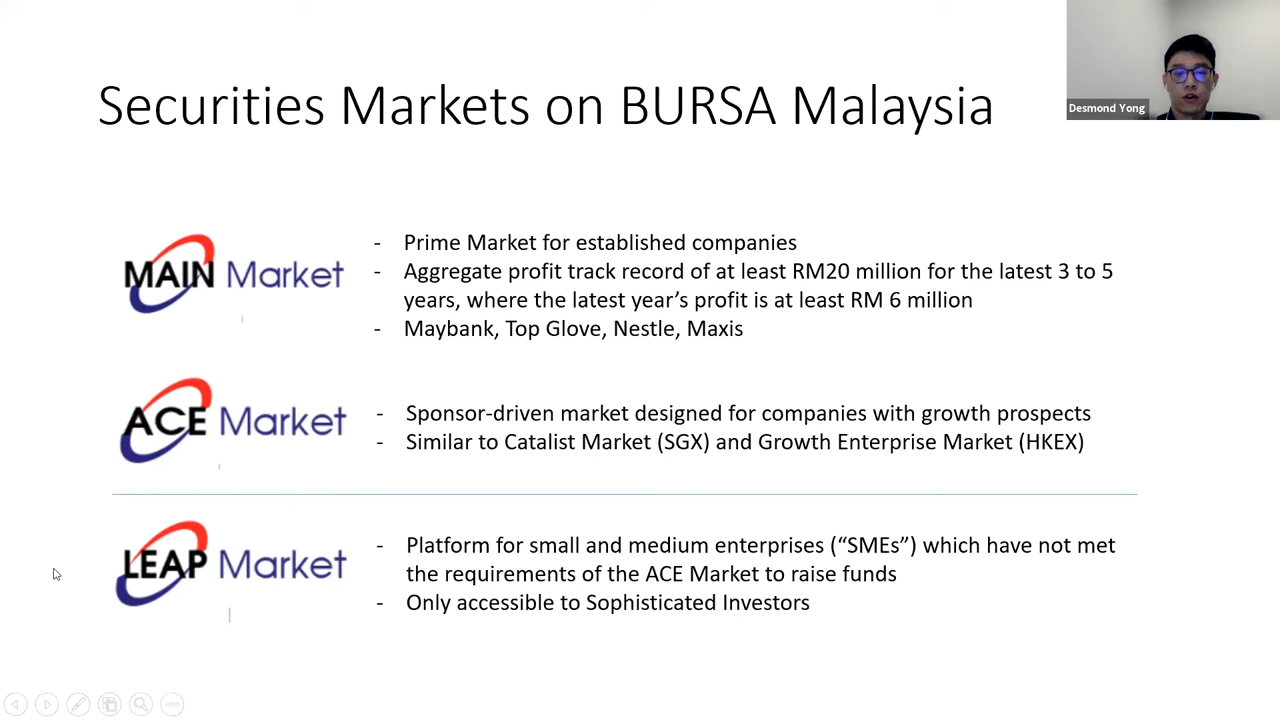 Securities Markets on BURSA Malaysia
Desmond Yong
MAIN Market
- Prime Market for established companies
- Aggregate profit track record of at least RM20 million for the latest 3 to 5
years, where the latest year’s profit is at least RM 6 million
- Maybank, Top Glove, Nestle, Maxis
ACE Market
- Sponsor-driven market designed for companies with growth prospects
- Similar to Catalist Market (SGX) and Growth Enterprise Market (HKEX)
LEAP Market
- Platform for small and medium enterprises (“SMEs”) which have not met
the requirements of the ACE Market to raise funds
- Only accessible to Sophisticated Investors